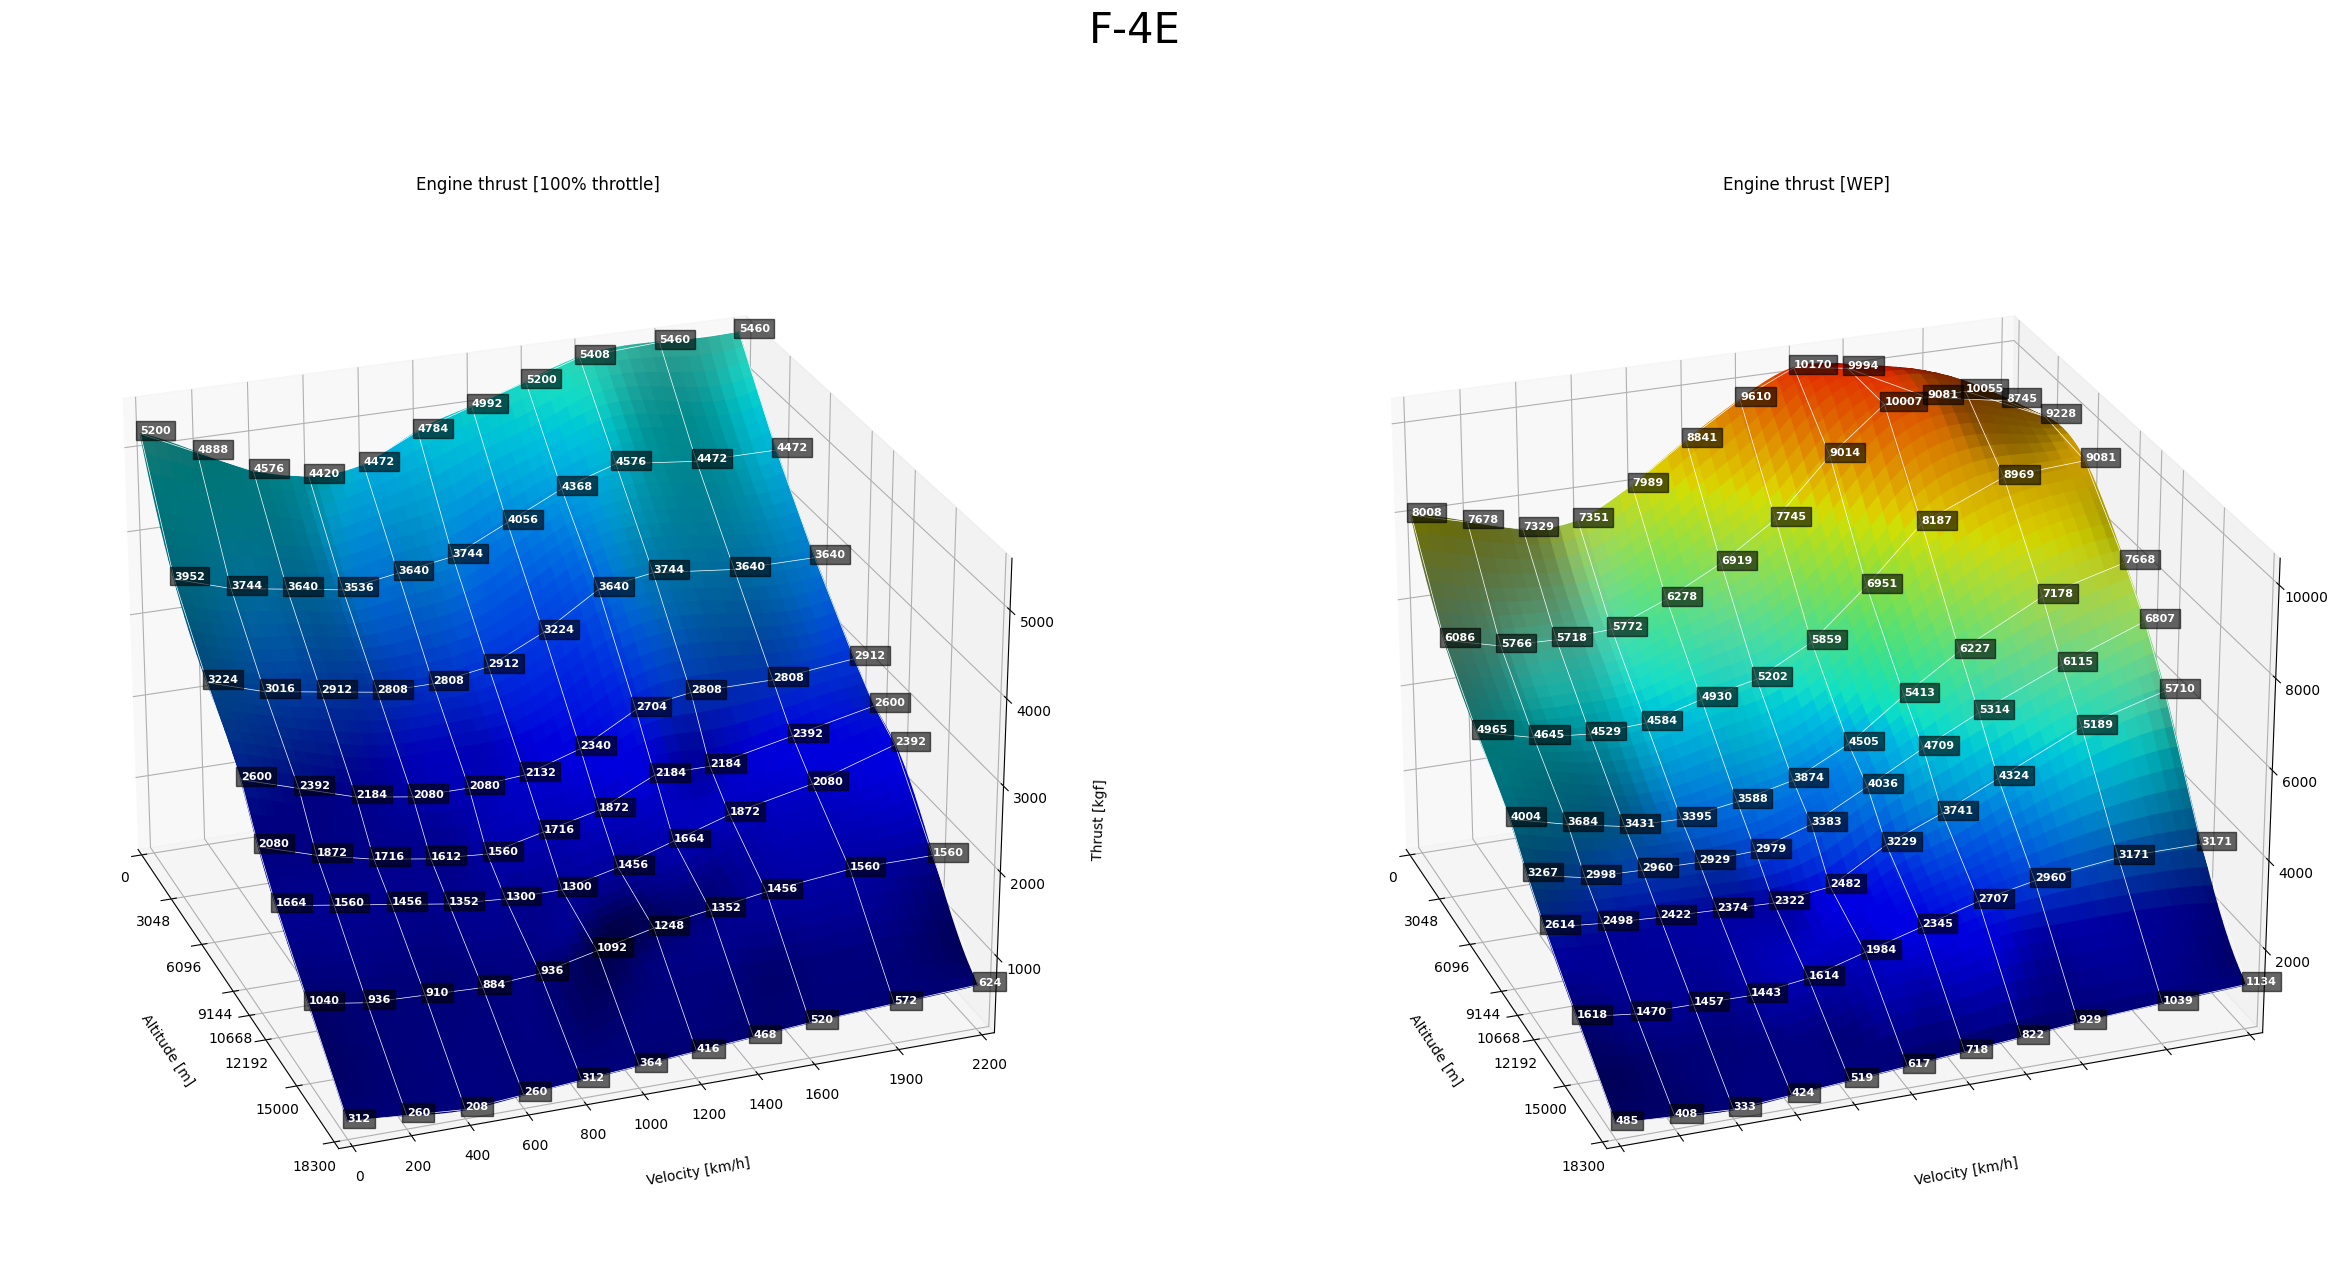 F-4E
Engine thrust [100% throttle]
5200 4888 4576 4420 4472 4784 4992 5200 5408 5460 5460
3952 3744 3640 3536 3640 3744 4056 4368 4576 4472 4472
3224 3016 2912 2808 2808 2912 3224 3640 3744 3640 3640
2600 2392 2184 2080 2080 2132 2340 2704 2808 2808 2912
2080 1872 1716 1612 1560 1716 1872 2184 2184 2392 2600
1664 1560 1456 1352 1300 1300 1456 1664 1872 2080 2392
1040 936 910 884 936 1092 1248 1352 1456 1560 1560
312 260 208 260 312 364 416 468 520 572 624
0
3048
6096
9144
10668
12192
15000
18300
Altitude [m]
0 200 400 600 800 1000 1200 1400 1600 1900 2200
Velocity [km/h]
5000
4000
3000
2000
1000
Thrust [kgf]
Engine thrust [WEP]
8008 7678 7329 7351 7989 8841 9610 10170 9994 9081 8745
6086 5766 5718 5772 6278 6919 7745 9014 10007 10055 9228
4965 4645 4529 4584 4930 5202 5859 6951 8187 8969 9081
4004 3684 3431 3395 3588 3874 4505 5413 6227 7178 7668
3267 2998 2960 2929 2979 3383 4036 4709 5314 6115 6807
2614 2498 2422 2374 2322 2482 3229 3741 4324 5189 5710
1618 1470 1457 1443 1614 1984 2345 2707 2960 3171 3171
485 408 333 424 519 617 718 822 929 1039 1134
0
3048
6096
9144
10668
12192
15000
18300
Altitude [m]
Velocity [km/h]
10000
8000
6000
4000
2000